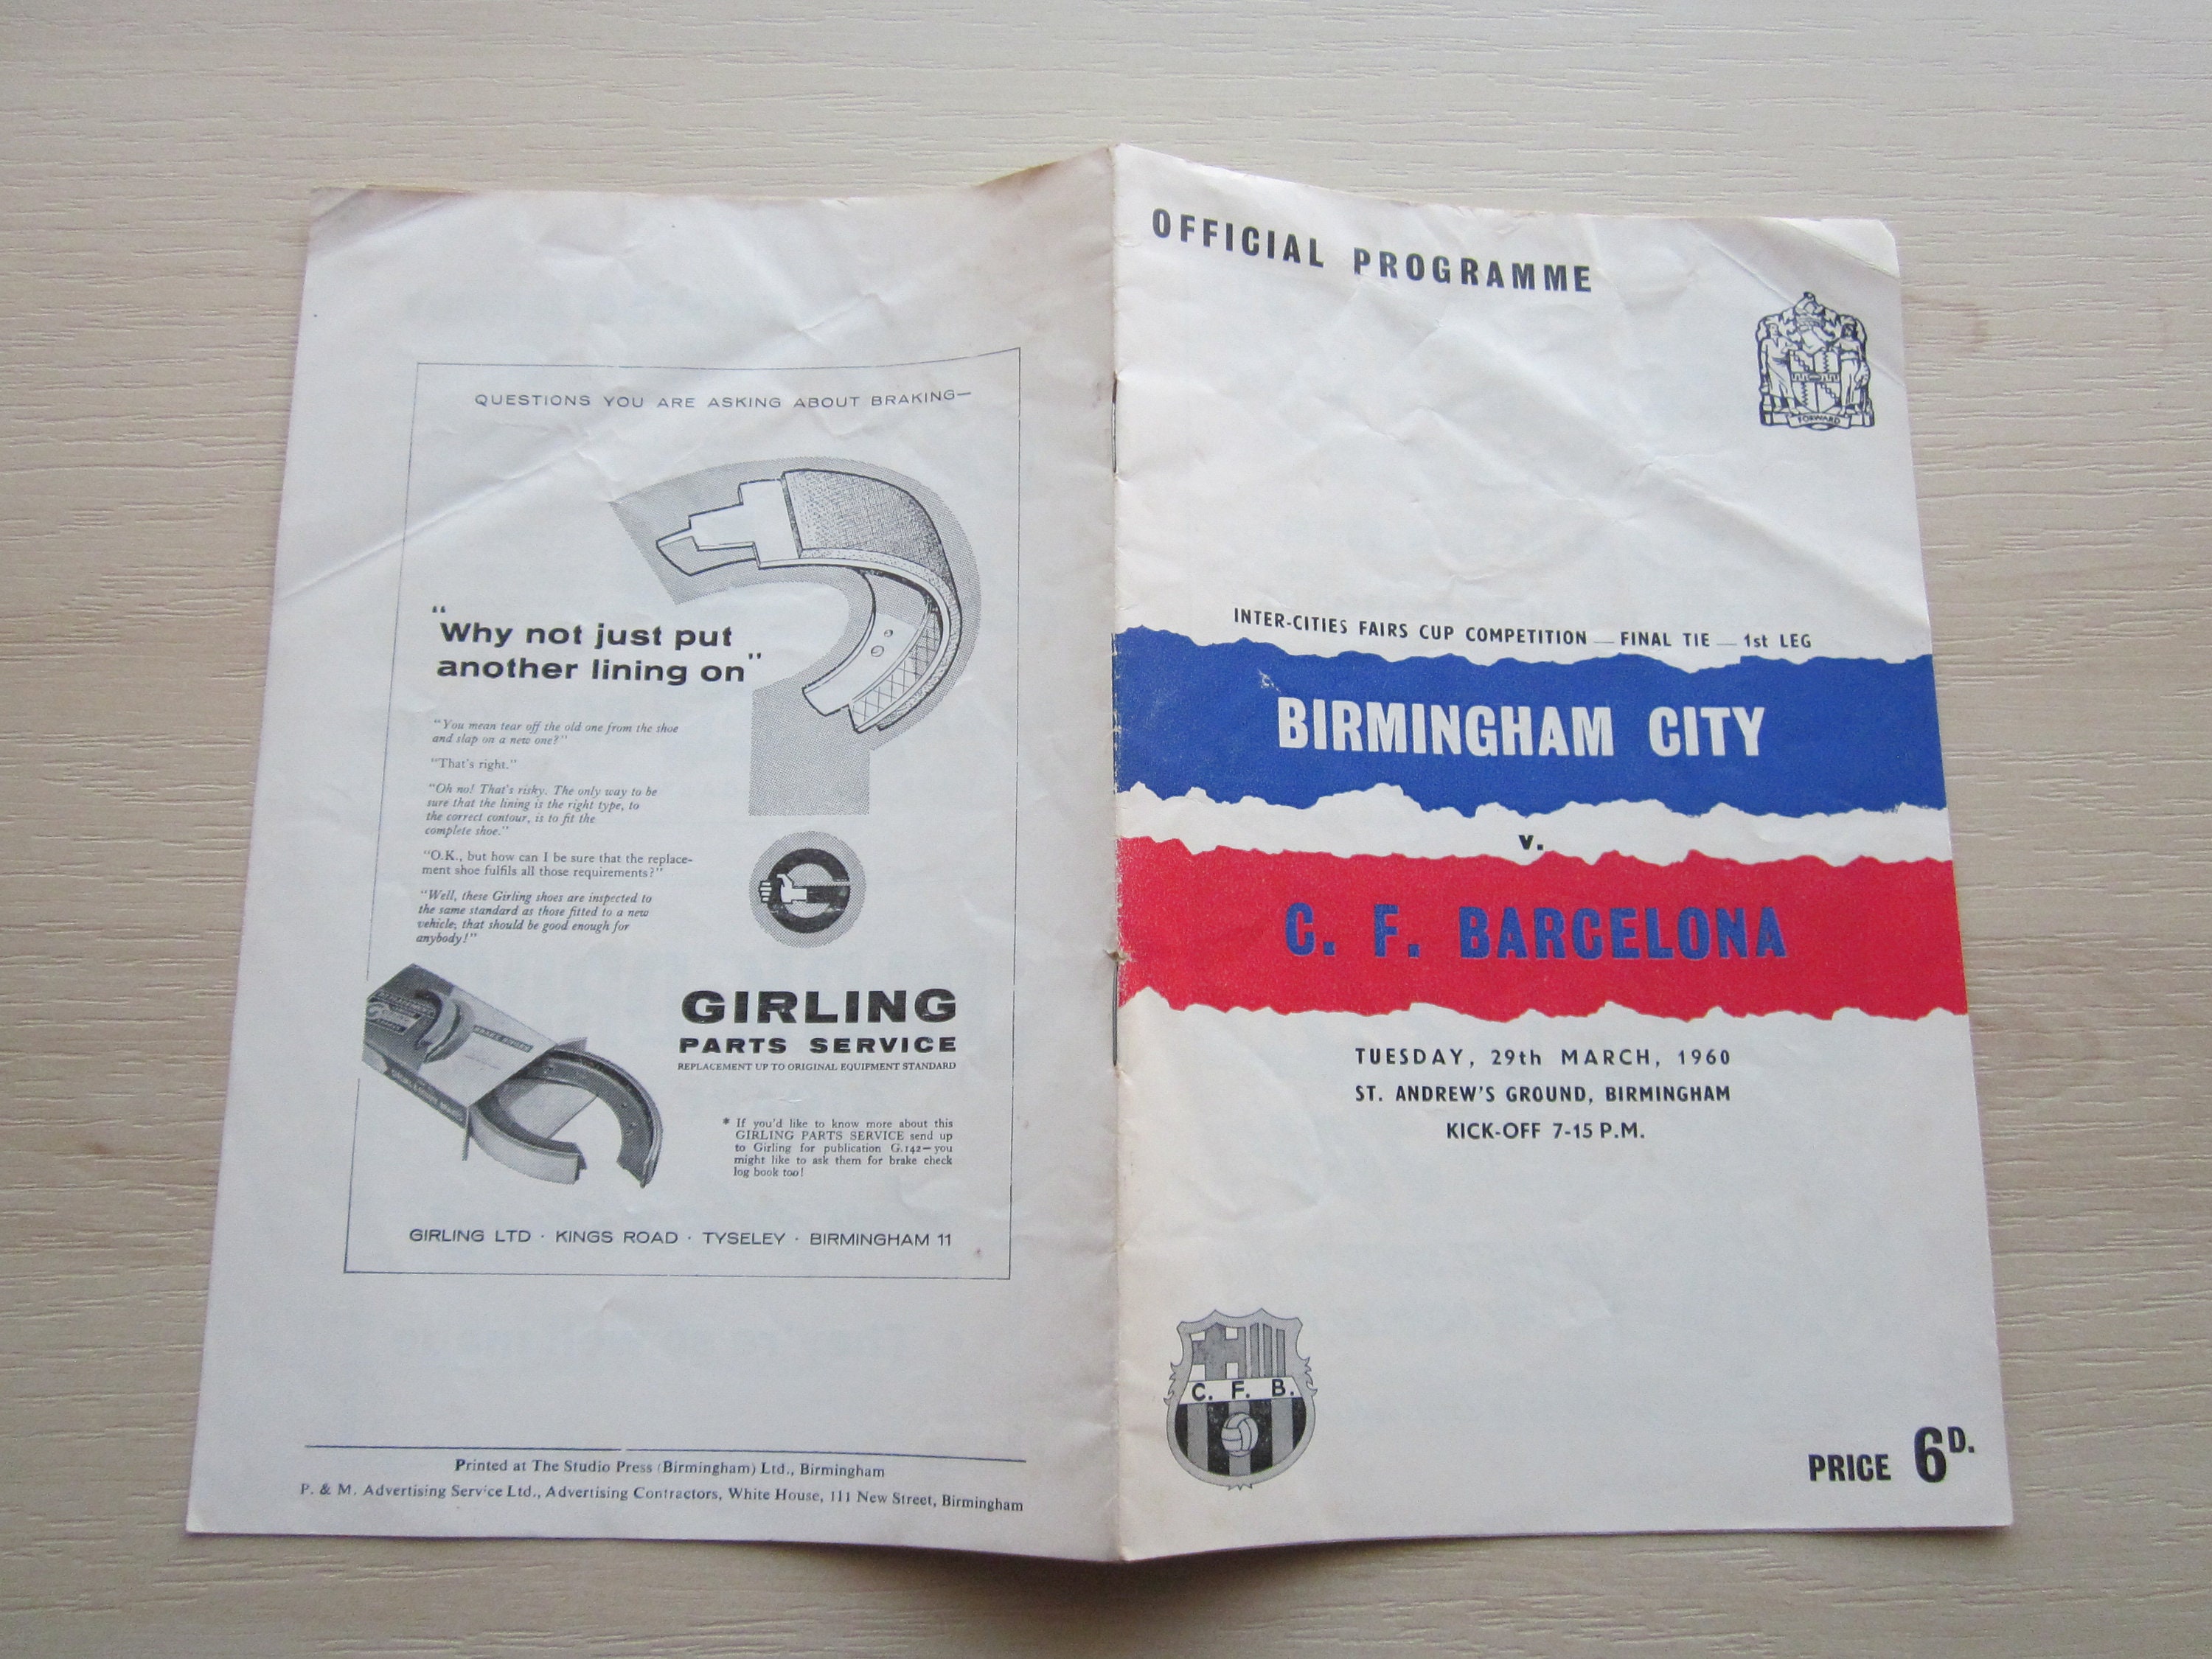 QUESTIONS YOU ARE ASKING ABOUT BRAKING—
"Why not just put
another lining on"
"You mean tear off the old one from the shoe
and slap on a new one?"
"That's right."
"Oh no! That's risky. The only way to be
sure that the lining is the right type, to
the correct contour, is to fit the
complete shoe."
"O.K., but how can I be sure that the replace-
ment shoe fulfils all those requirements?"
"Well, these Girling shoes are inspected to
the same standard as those fitted to a new
vehicle; that should be good enough for
anybody!"
GIRLING
PARTS SERVICE
REPLACEMENT UP TO ORIGINAL EQUIPMENT STANDARD
* If you'd like to know more about this
GIRLING PARTS SERVICE send up
to Girling for publication G.142—you
might like to ask them for brake check
log book too!
GIRLING LTD · KINGS ROAD · TYSELEY · BIRMINGHAM 11
Printed at The Studio Press (Birmingham) Ltd., Birmingham
P. & M. Advertising Service Ltd., Advertising Contractors, White House, 111 New Street, Birmingham
OFFICIAL PROGRAMME
FORWARD
INTER-CITIES FAIRS CUP COMPETITION — FINAL TIE — 1st LEG
BIRMINGHAM CITY
v.
C. F. BARCELONA
TUESDAY, 29th MARCH, 1960
ST. ANDREW'S GROUND, BIRMINGHAM
KICK-OFF 7-15 P.M.
C. F. B.
PRICE 6D.